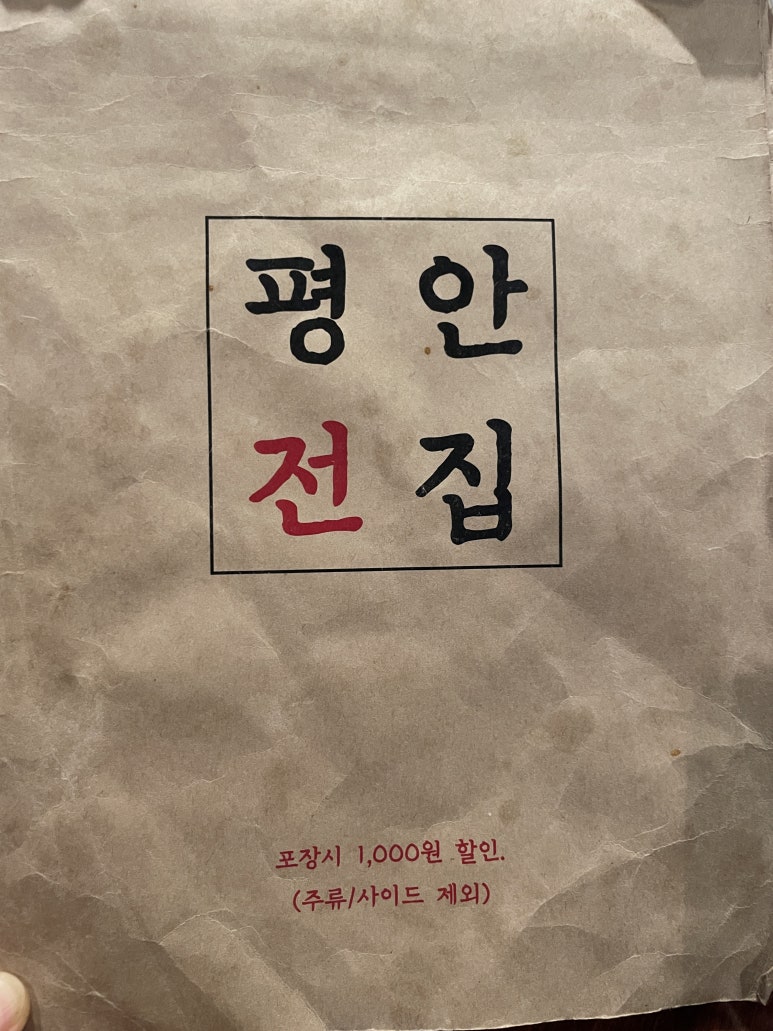 평 안
전 집
포장시 1,000원 할인.
(주류/사이드 제외)